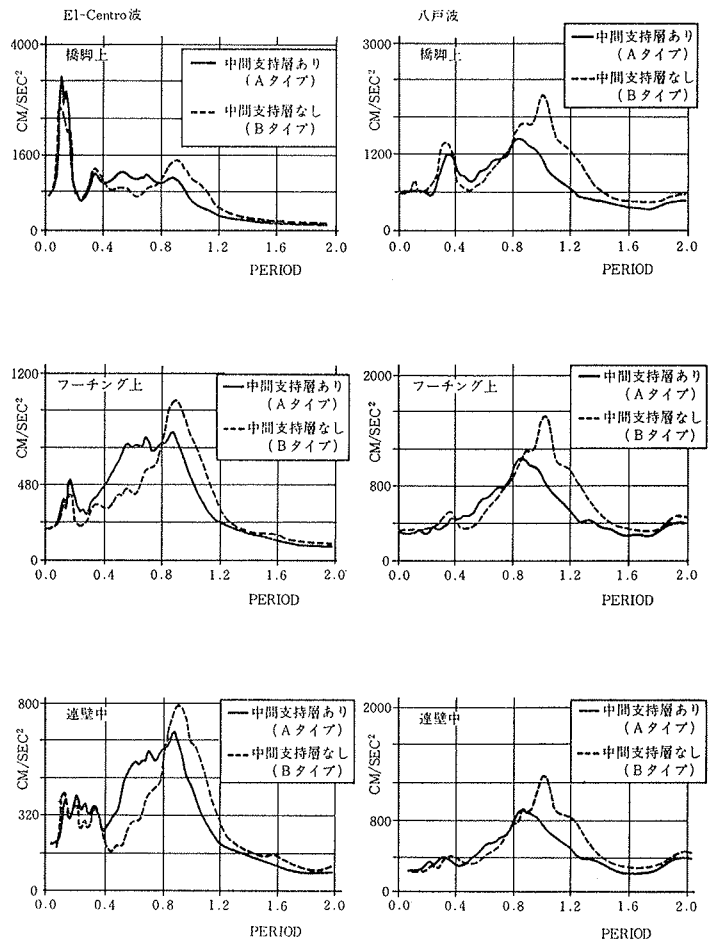 El-Centro波
八戸波
4000
1600
0
CM/SEC²
橋脚上
中間支持層あり
(Aタイプ)
中間支持層なし
(Bタイプ)
0.0 0.4 0.8 1.2 1.6 2.0
PERIOD
3000
1200
0
CM/SEC²
橋脚上
中間支持層あり
(Aタイプ)
中間支持層なし
(Bタイプ)
0.0 0.4 0.8 1.2 1.6 2.0
PERIOD
1200
480
0
CM/SEC²
フーチング上
中間支持層あり
(Aタイプ)
中間支持層なし
(Bタイプ)
0.0 0.4 0.8 1.2 1.6 2.0
PERIOD
2000
800
0
CM/SEC²
フーチング上
中間支持層あり
(Aタイプ)
中間支持層なし
(Bタイプ)
0.0 0.4 0.8 1.2 1.6 2.0
PERIOD
800
320
0
CM/SEC²
連壁中
中間支持層あり
(Aタイプ)
中間支持層なし
(Bタイプ)
0.0 0.4 0.8 1.2 1.6 2.0
PERIOD
2000
800
0
CM/SEC²
連壁中
中間支持層あり
(Aタイプ)
中間支持層なし
(Bタイプ)
0.0 0.4 0.8 1.2 1.6 2.0
PERIOD